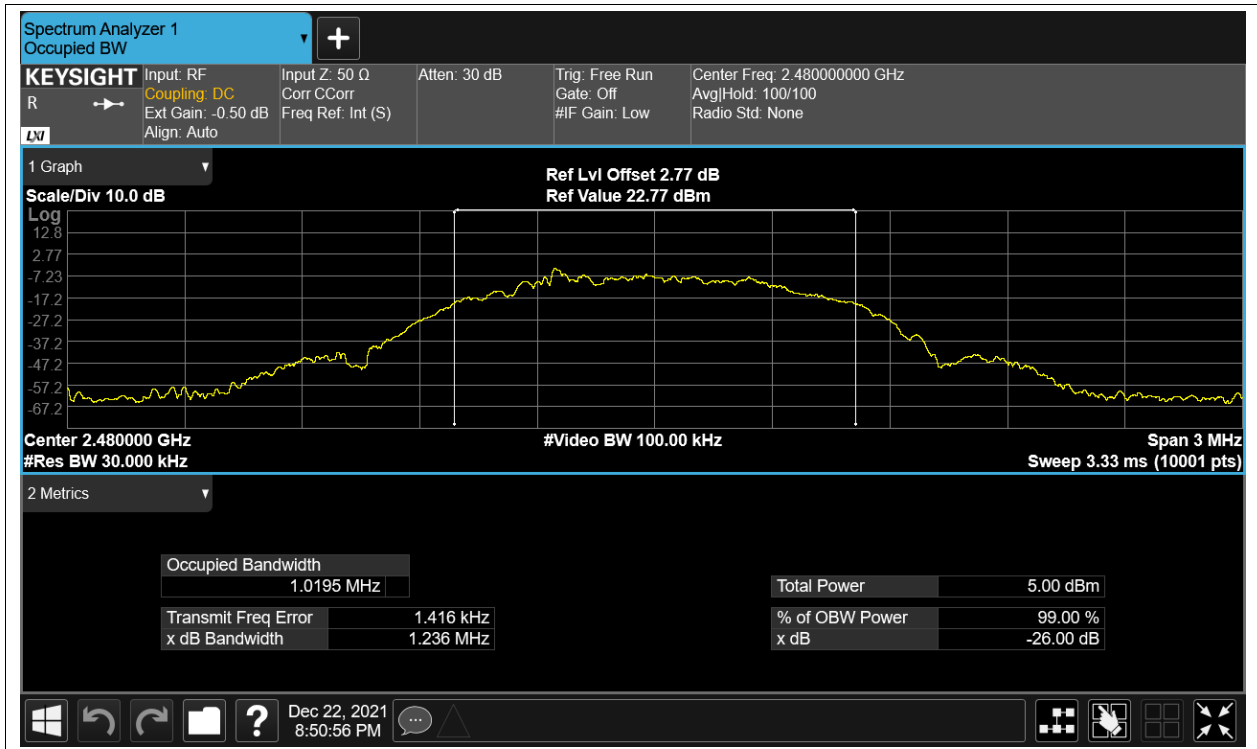 Spectrum Analyzer 1
Occupied BW
+
KEYSIGHT Input: RF Input Z: 50 Ω Atten: 30 dB Trig: Free Run Center Freq: 2.480000000 GHz
R Coupling: DC Corr CCorr Gate: Off Avg|Hold: 100/100
Ext Gain: -0.50 dB Freq Ref: Int (S) #IF Gain: Low Radio Std: None
LXI Align: Auto
1 Graph
Ref Lvl Offset 2.77 dB
Scale/Div 10.0 dB Ref Value 22.77 dBm
Log
12.8
2.77
-7.23
-17.2
-27.2
-37.2
-47.2
-57.2
-67.2
Center 2.480000 GHz #Video BW 100.00 kHz Span 3 MHz
#Res BW 30.000 kHz Sweep 3.33 ms (10001 pts)
2 Metrics
Occupied Bandwidth
1.0195 MHz Total Power 5.00 dBm
Transmit Freq Error 1.416 kHz % of OBW Power 99.00 %
x dB Bandwidth 1.236 MHz x dB -26.00 dB
? Dec 22, 2021
8:50:56 PM